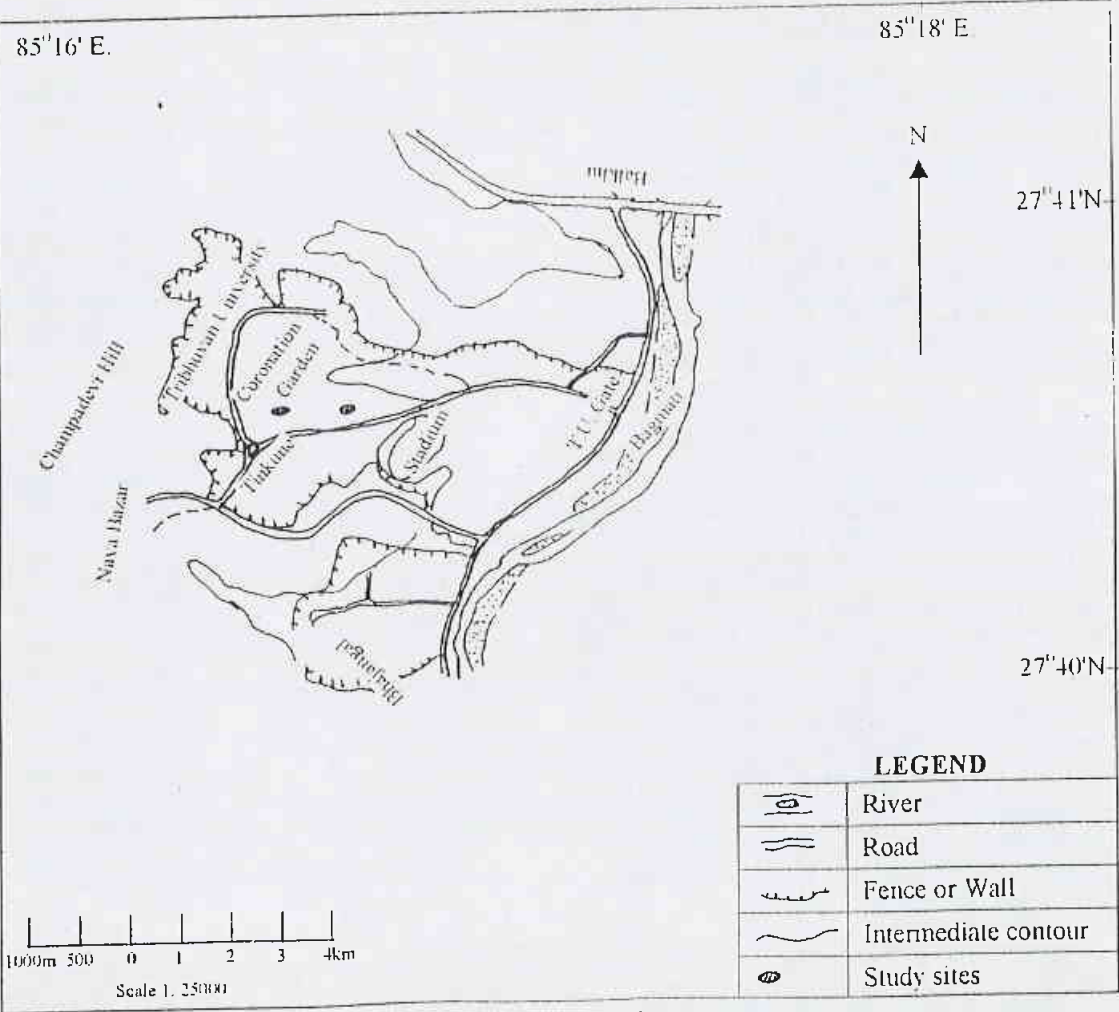 85°16' E.
85°18' E
N
27°41'N
Balkhu
Tribhuvan University
Coronation
Garden
Champadevi Hill
T.U. Gate
Bagmati
Stadium
Tinkune
Naya Bazar
27°40'N
Bhajangal
LEGEND
River
Road
Fence or Wall
Intermediate contour
Study sites
1000m 500 0 1 2 3 4km
Scale 1. 25000